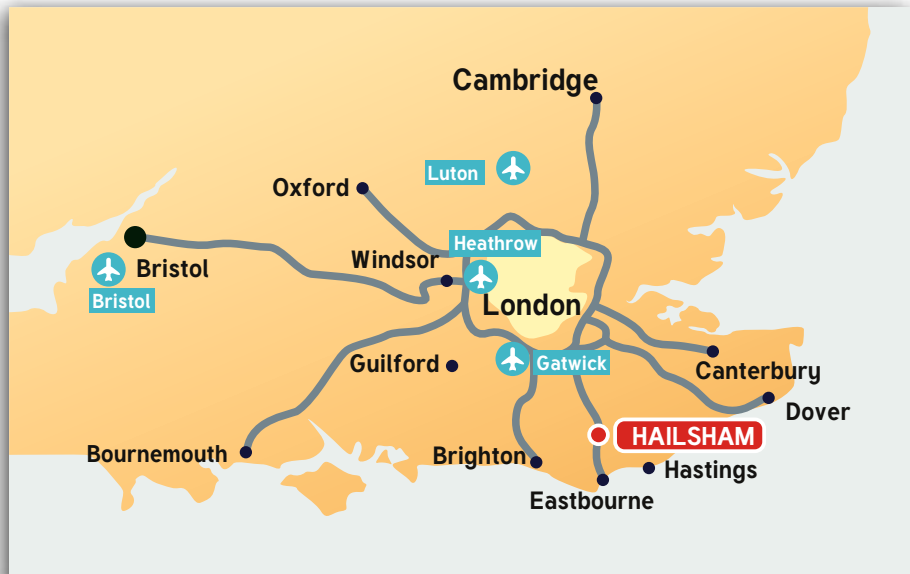 Cambridge
Luton
Oxford
Heathrow
Windsor
Bristol
Bristol
London
Guilford
Gatwick
Canterbury
Dover
HAILSHAM
Bournemouth
Brighton
Hastings
Eastbourne